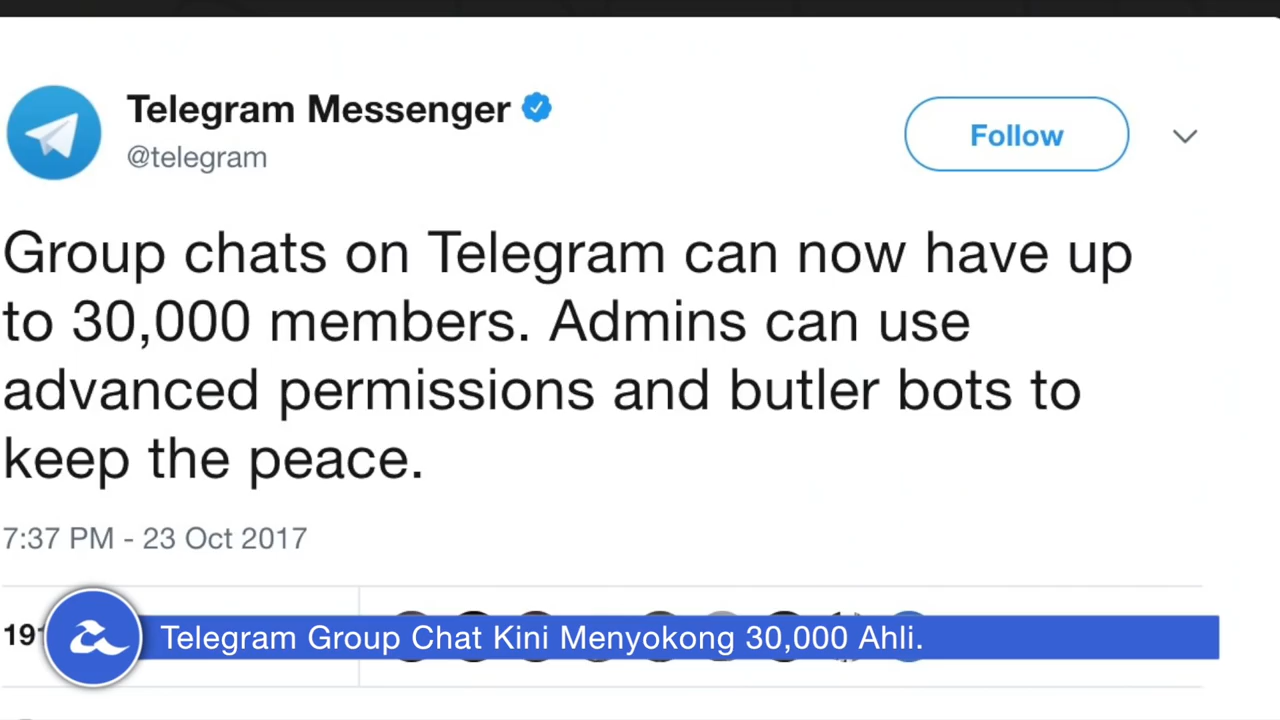 Telegram Messenger
@telegram
Follow
Group chats on Telegram can now have up
to 30,000 members. Admins can use
advanced permissions and butler bots to
keep the peace.
7:37 PM - 23 Oct 2017
Telegram Group Chat Kini Menyokong 30,000 Ahli.